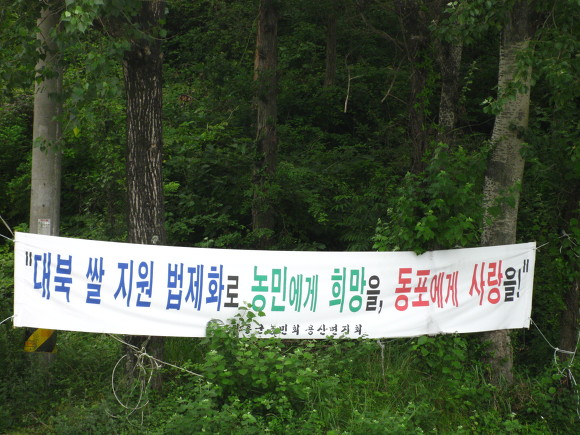 "대북 쌀 지원 법제화로 농민에게 희망을, 동포에게 사랑을!"
농민회 용산면지회